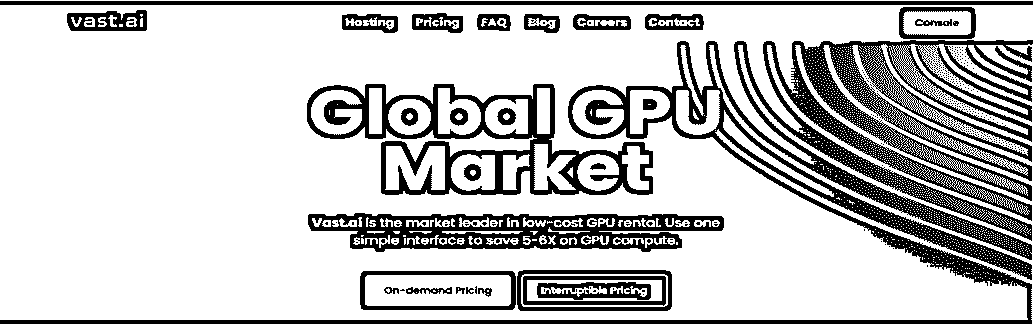 vast.ai
Hosting Pricing FAQ Blog Careers Contact
Console
Global GPU
Market
Vast.ai is the market leader in low-cost GPU rental. Use one
simple interface to save 5-6X on GPU compute.
On-demand Pricing
Interruptible Pricing